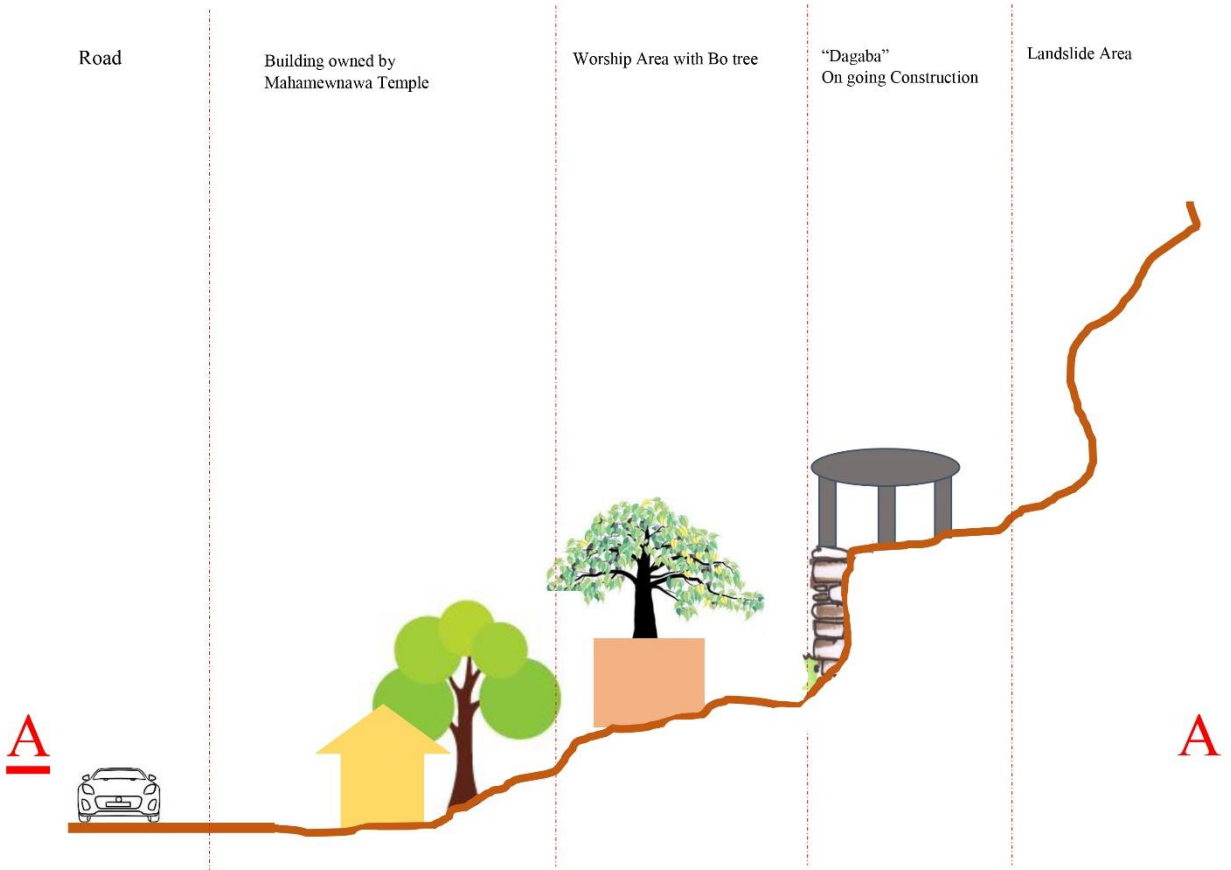 Road
Building owned by
Mahamewnawa Temple
Worship Area with Bo tree
“Dagaba”
On going Construction
Landslide Area
A
A